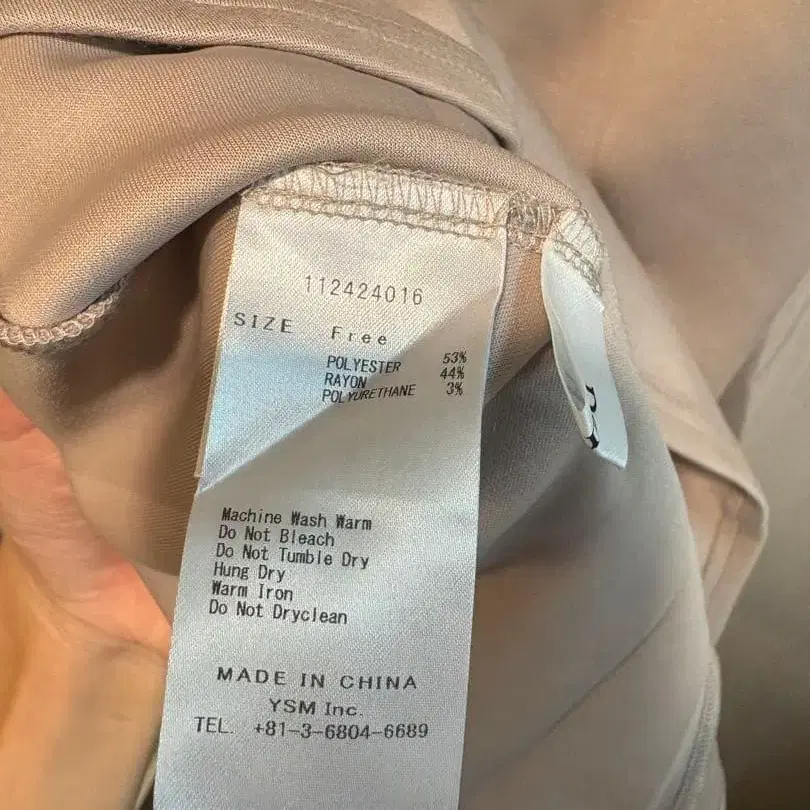 112424016
SIZE Free
POLYESTER 53%
RAYON 44%
POLYURETHANE 3%
Machine Wash Warm
Do Not Bleach
Do Not Tumble Dry
Hung Dry
Warm Iron
Do Not Dryclean
MADE IN CHINA
YSM Inc.
TEL. +81-3-6804-6689